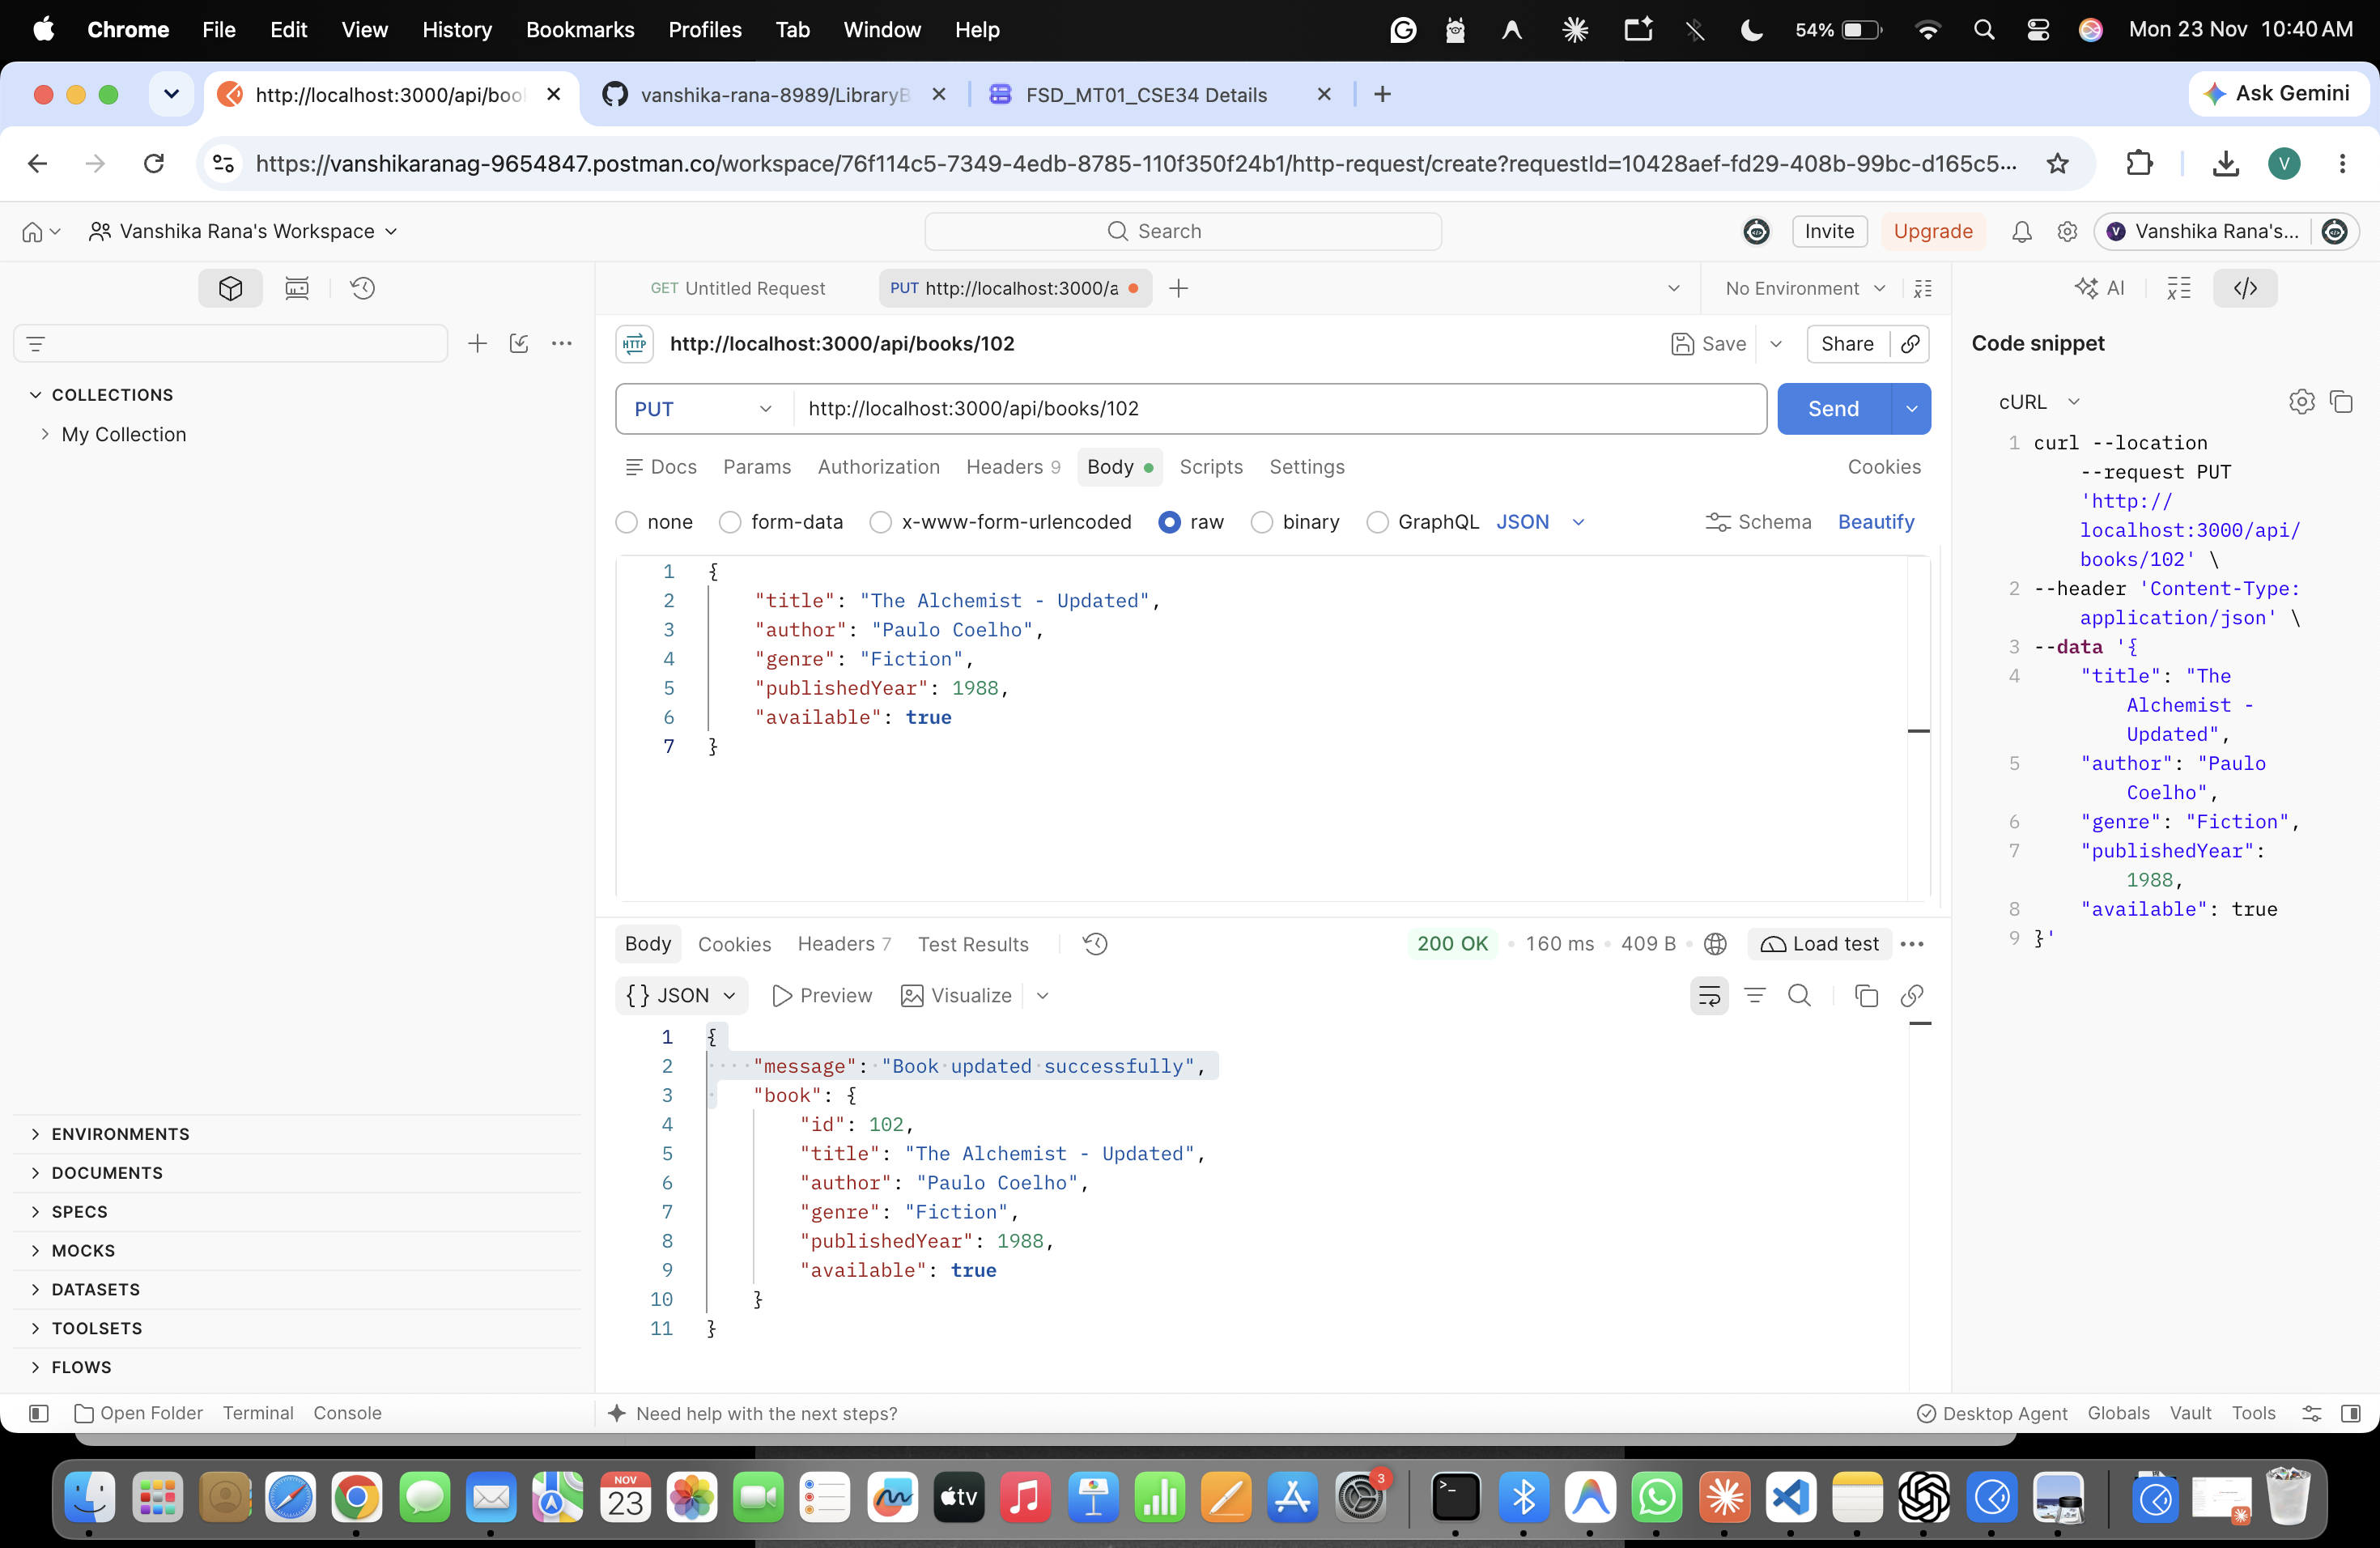 Chrome File Edit View History Bookmarks Profiles Tab Window Help 54% Mon 23 Nov 10:40 AM
http://localhost:3000/api/boo vanshika-rana-8989/LibraryB FSD_MT01_CSE34 Details Ask Gemini
https://vanshikaranag-9654847.postman.co/workspace/76f114c5-7349-4edb-8785-110f350f24b1/http-request/create?requestId=10428aef-fd29-408b-99bc-d165c5... V
Vanshika Rana's Workspace Search Invite Upgrade V Vanshika Rana's...
GET Untitled Request PUT http://localhost:3000/a No Environment AI
HTTP http://localhost:3000/api/books/102 Save Share
COLLECTIONS
My Collection
ENVIRONMENTS
DOCUMENTS
SPECS
MOCKS
DATASETS
TOOLSETS
FLOWS
PUT http://localhost:3000/api/books/102 Send
Docs Params Authorization Headers 9 Body Scripts Settings Cookies
none form-data x-www-form-urlencoded raw binary GraphQL JSON Schema Beautify
1 {
2 "title": "The Alchemist - Updated",
3 "author": "Paulo Coelho",
4 "genre": "Fiction",
5 "publishedYear": 1988,
6 "available": true
7 }
Body Cookies Headers 7 Test Results 200 OK 160 ms 409 B Load test
{} JSON Preview Visualize
1 {
2 "message": "Book updated successfully",
3 "book": {
4 "id": 102,
5 "title": "The Alchemist - Updated",
6 "author": "Paulo Coelho",
7 "genre": "Fiction",
8 "publishedYear": 1988,
9 "available": true
10 }
11 }
Code snippet
cURL
1 curl --location
--request PUT
'http://
localhost:3000/api/
books/102' \
2 --header 'Content-Type:
application/json' \
3 --data '{
4 "title": "The
Alchemist -
Updated",
5 "author": "Paulo
Coelho",
6 "genre": "Fiction",
7 "publishedYear":
1988,
8 "available": true
9 }'
Open Folder Terminal Console Need help with the next steps? Desktop Agent Globals Vault Tools
NOV
23
tv
3